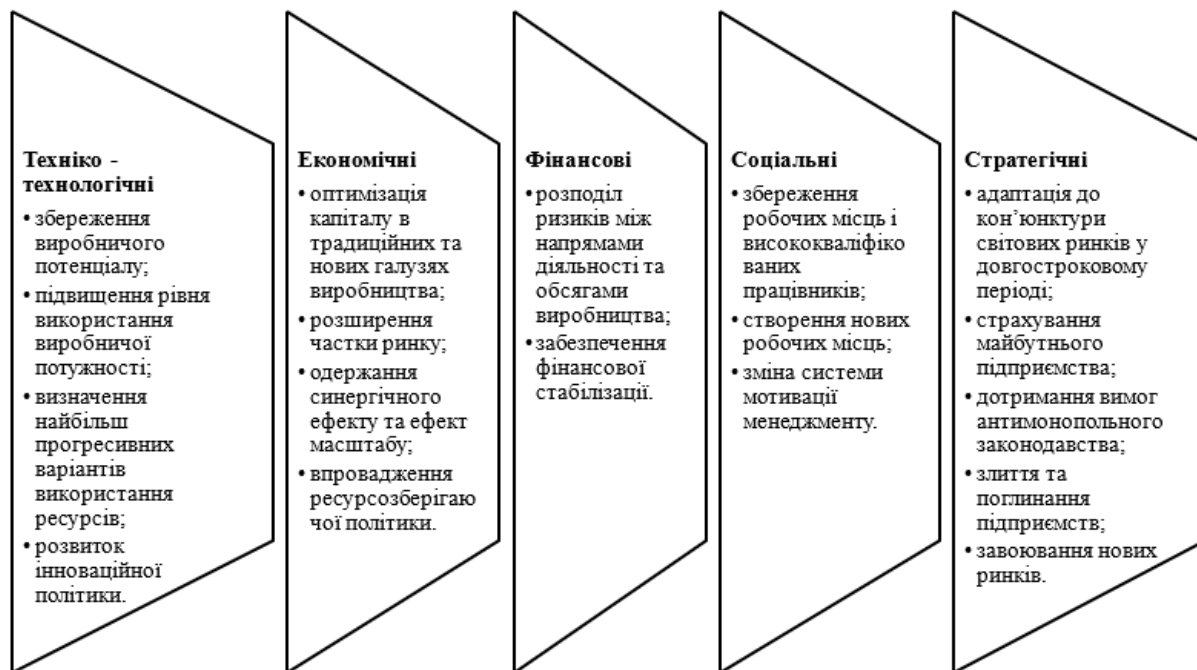 Техніко -
технологічні
• збереження
виробничого
потенціалу;
• підвищення рівня
використання
виробничої
потужності;
• визначення
найбільш
прогресивних
варіантів
використання
ресурсів;
• розвиток
інноваційної
політики.
Економічні
• оптимізація
капіталу в
традиційних та
нових галузях
виробництва;
• розширення
частки ринку;
• одержання
синергічного
ефекту та ефект
масштабу;
• впровадження
ресурсозберігаю
чої політики.
Фінансові
• розподіл
ризиків між
напрямами
діяльності та
обсягами
виробництва;
• забезпечення
фінансової
стабілізації.
Соціальні
• збереження
робочих місць і
висококваліфіко
ваних
працівників;
• створення нових
робочих місць;
• зміна системи
мотивації
менеджменту.
Стратегічні
• адаптація до
кон’юнктури
світових ринків у
довгостроковому
періоді;
• страхування
майбутнього
підприємства;
• дотримання вимог
антимонопольного
законодавства;
• злиття та
поглинання
підприємств;
• завоювання нових
ринків.